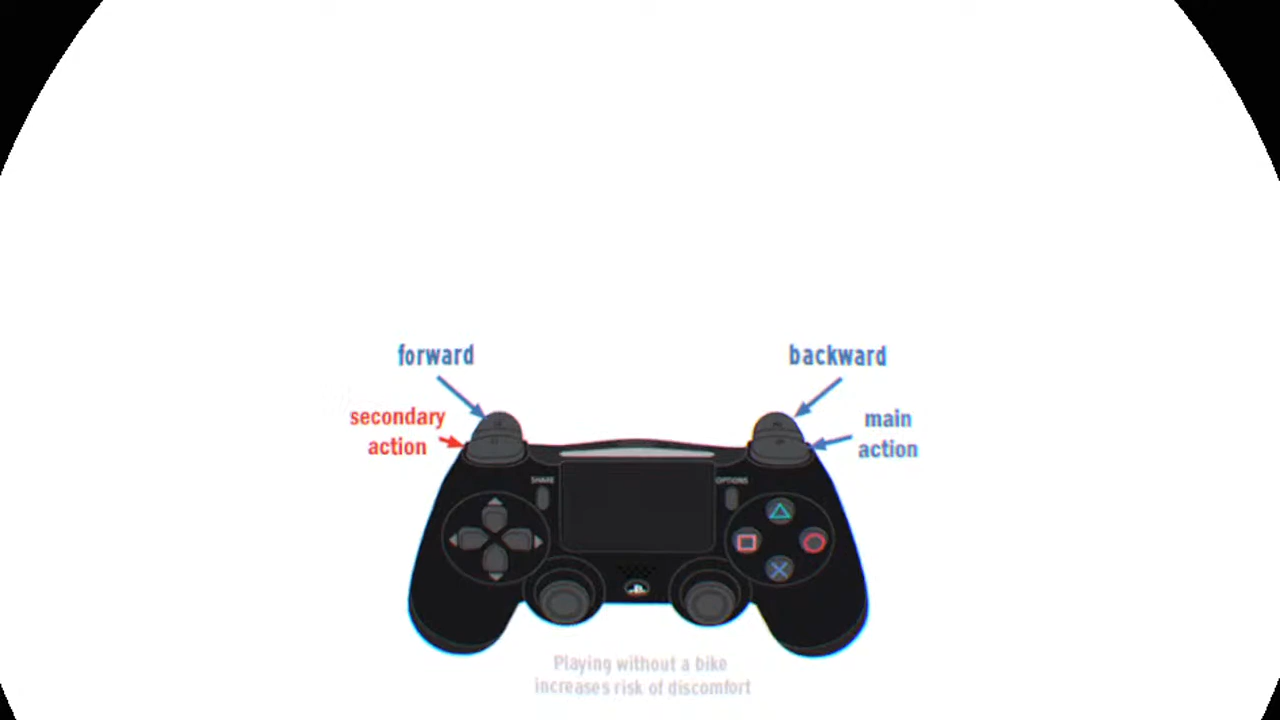 forward
backward
secondary
action
main
action
SHARE
OPTIONS
Playing without a bike
increases risk of discomfort